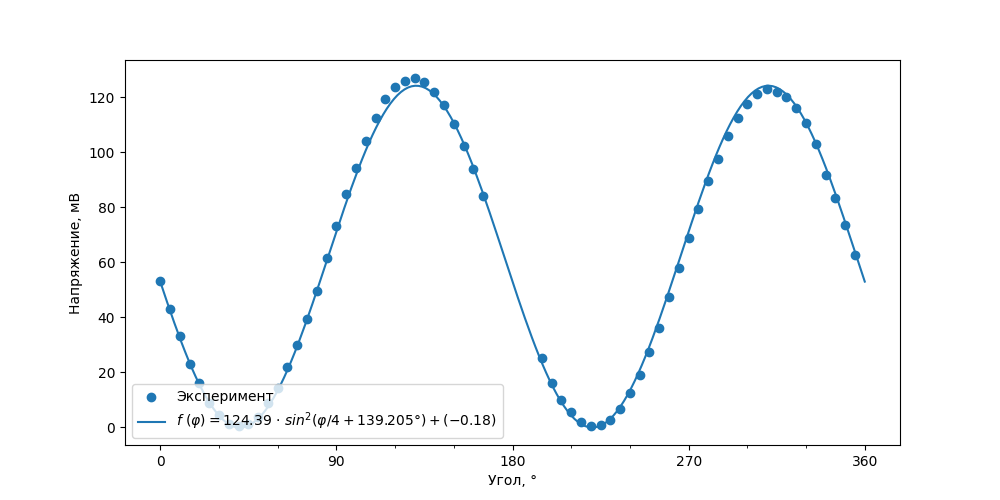 Напряжение, мВ
120
100
80
60
40
20
0
Эксперимент
f (φ) = 124.39 · sin²(φ/4 + 139.205°) + (−0.18)
0 90 180 270 360
Угол, °